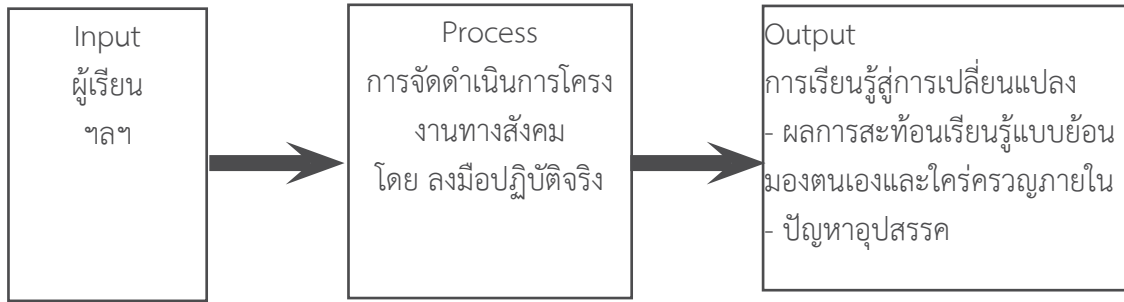 Input
ผู้เรียน
ฯลฯ
Process
การจัดดำเนินการโครง
งานทางสังคม
โดย ลงมือปฏิบัติจริง
Output
การเรียนรู้สู่การเปลี่ยนแปลง
- ผลการสะท้อนเรียนรู้แบบย้อน
มองตนเองและใคร่ครวญภายใน
- ปัญหาอุปสรรค